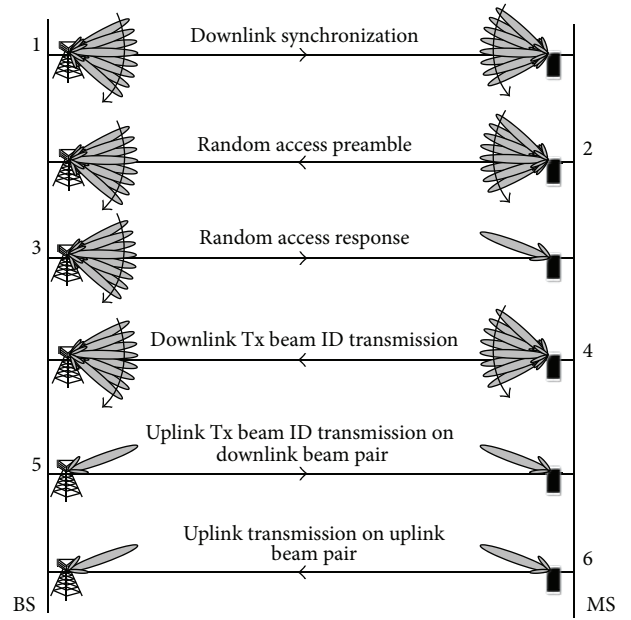 1
Downlink synchronization
Random access preamble
2
3
Random access response
Downlink Tx beam ID transmission
4
5
Uplink Tx beam ID transmission on
downlink beam pair
Uplink transmission on uplink
beam pair
6
BS
MS